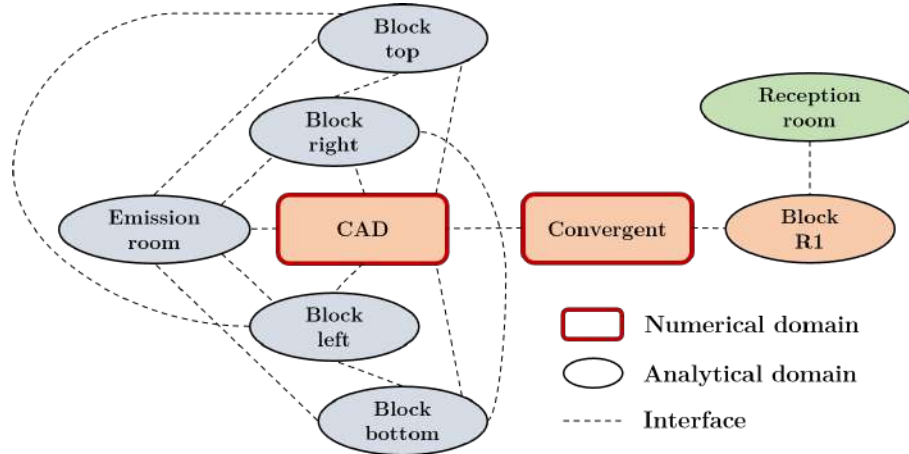 Block
top
Block
right
Reception
room
Emission
room
CAD
Convergent
Block
R1
Block
left
Numerical domain
Analytical domain
Block
bottom
Interface